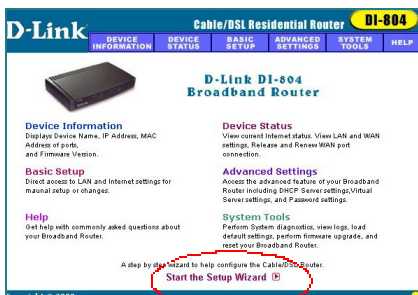 D-Link
Cable/DSL Residential Router DI-804
DEVICE INFORMATION
DEVICE STATUS
BASIC SETUP
ADVANCED SETTINGS
SYSTEM TOOLS
HELP
D-Link DI-804
Broadband Router
Device Information
Displays Device Name, IP Address, MAC
Address of ports,
and Firmware Version.
Device Status
View current Internet status. View LAN and WAN
settings, Release and Renew WAN port
connection.
Basic Setup
Direct access to LAN and Internet settings for
maunal setup or changes.
Advanced Settings
Access the advanced feature of your Broadband
Router including DHCP Server settings,Virtual
Server settings, and Password settings.
Help
Get help with commonly asked questions about
your Broadband Router.
System Tools
Perform System diagnostics, view logs, load
default settings, perform firmware upgrade, and
reset your Broadband Router.
A step by step wizard to help configure the Cable/DSL Router.
Start the Setup Wizard